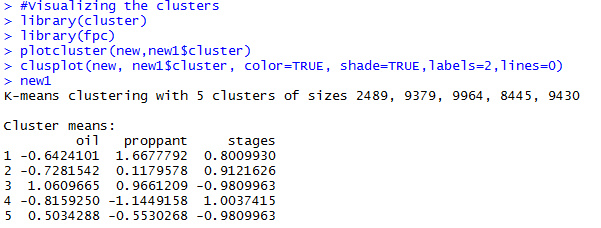 > #Visualizing the clusters
> library(cluster)
> library(fpc)
> plotcluster(new,new1$cluster)
> clusplot(new, new1$cluster, color=TRUE, shade=TRUE,labels=2,lines=0)
> new1
K-means clustering with 5 clusters of sizes 2489, 9379, 9964, 8445, 9430
Cluster means:
oil proppant stages
1 -0.6424101 1.6677792 0.8009930
2 -0.7281542 0.1179578 0.9121626
3 1.0609665 0.9661209 -0.9809963
4 -0.8159250 -1.1449158 1.0037415
5 0.5034288 -0.5530268 -0.9809963